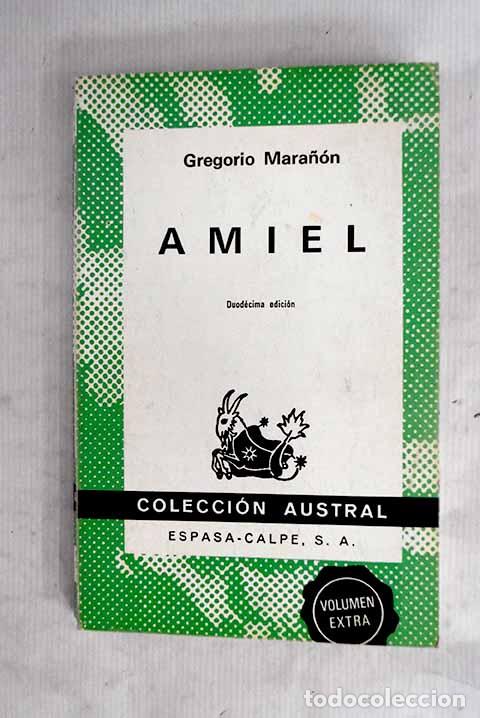 Gregorio Marañón
AMIEL
Duodécima edición
COLECCIÓN AUSTRAL
ESPASA-CALPE, S. A.
VOLUMEN
EXTRA
todocoleccion